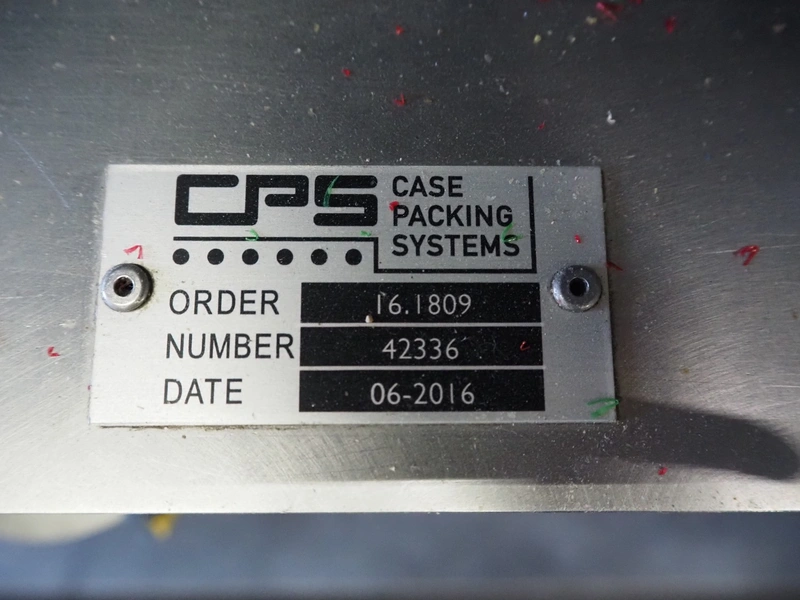 CPS CASE
PACKING
SYSTEMS
ORDER 16.1809
NUMBER 42336
DATE 06-2016